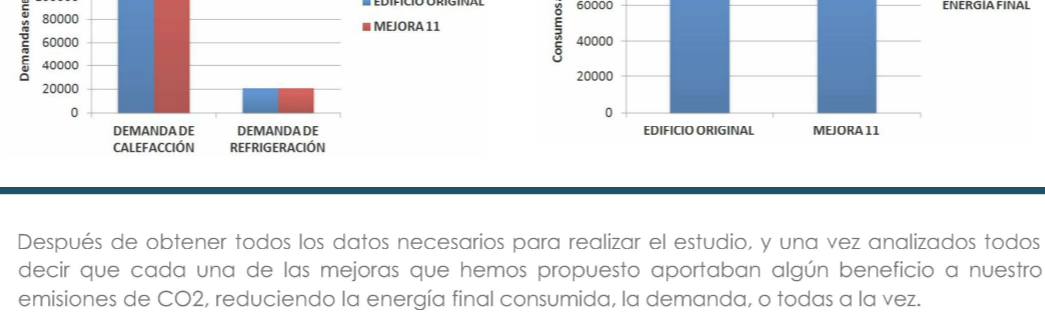 80000
60000
40000
20000
0
EDIFICIO ORIGINAL
MEJORA 11
DEMANDA DE CALEFACCIÓN
DEMANDA DE REFRIGERACIÓN
60000
40000
20000
0
ENERGÍA FINAL
EDIFICIO ORIGINAL
MEJORA 11
Después de obtener todos los datos necesarios para realizar el estudio, y una vez analizados todos
decir que cada una de las mejoras que hemos propuesto aportaban algún beneficio a nuestro
emisiones de CO2, reduciendo la energía final consumida, la demanda, o todas a la vez.